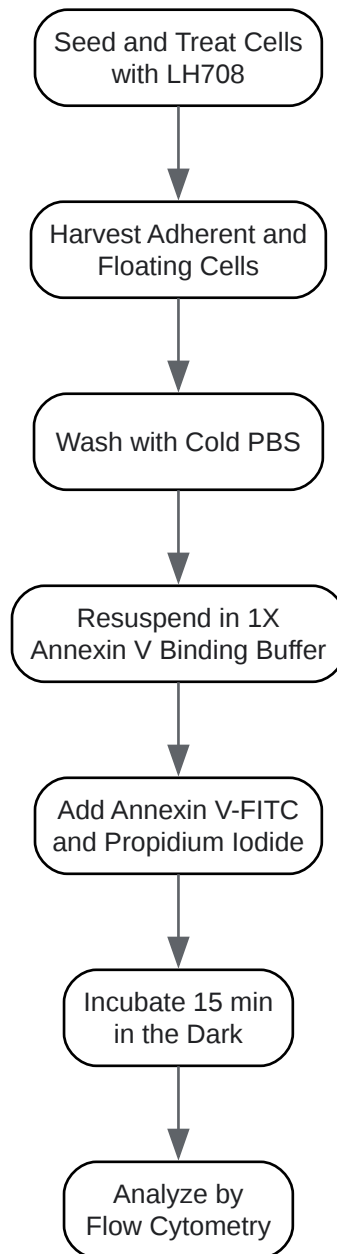 Seed and Treat Cells
with LH708
Harvest Adherent and
Floating Cells
Wash with Cold PBS
Resuspend in 1X
Annexin V Binding Buffer
Add Annexin V-FITC
and Propidium Iodide
Incubate 15 min
in the Dark
Analyze by
Flow Cytometry